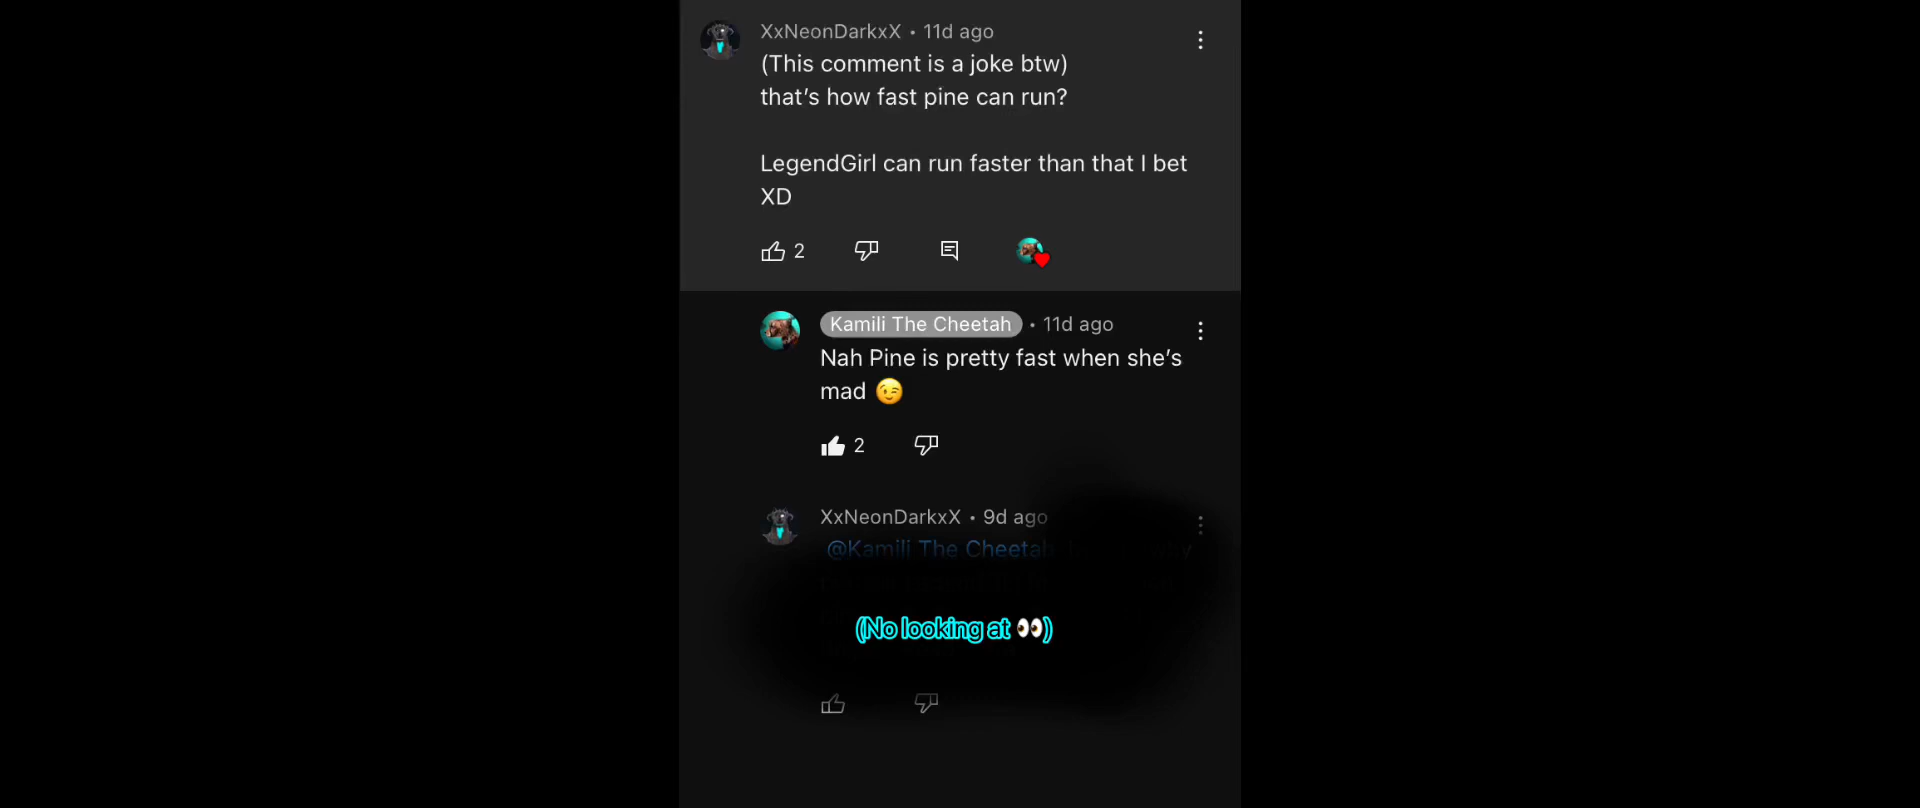 XxNeonDarkxX • 11d ago
(This comment is a joke btw)
that's how fast pine can run?
LegendGirl can run faster than that I bet
XD
2
Kamili The Cheetah • 11d ago
Nah Pine is pretty fast when she's
mad 😉
2
XxNeonDarkxX • 9d ago
@Kamili The Cheetah
(No looking at 👀)